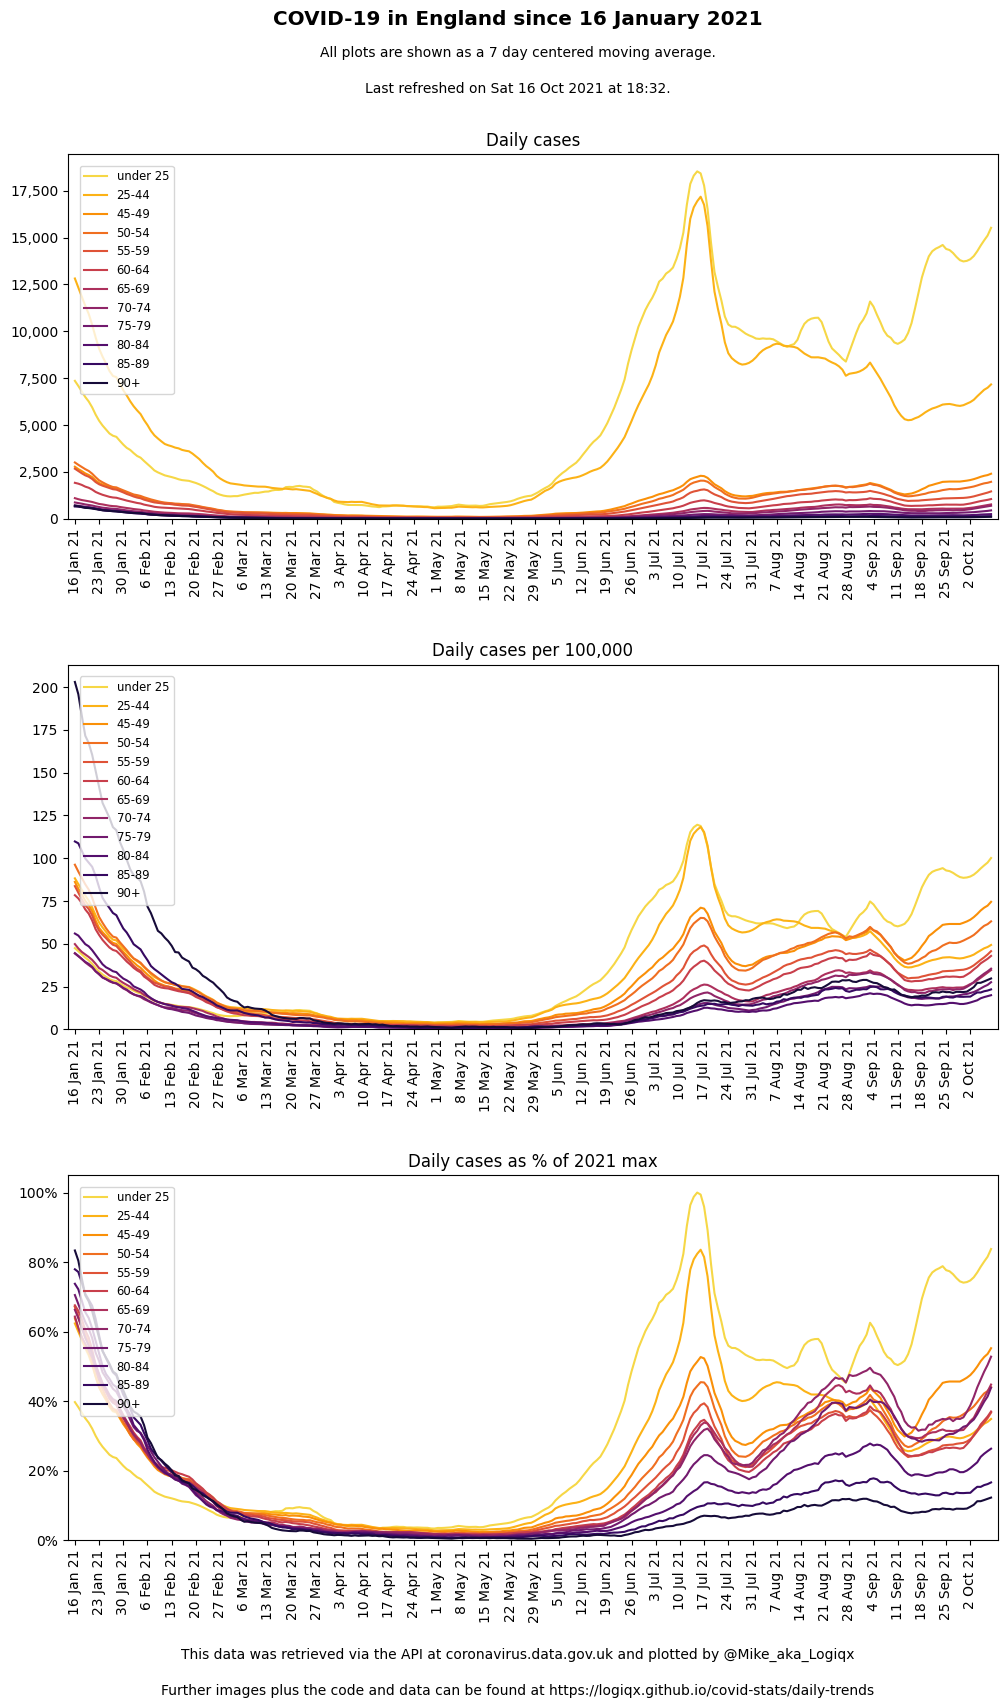 COVID-19 in England since 16 January 2021
All plots are shown as a 7 day centered moving average.
Last refreshed on Sat 16 Oct 2021 at 18:32.
Daily cases
under 25
25-44
45-49
50-54
55-59
60-64
65-69
70-74
75-79
80-84
85-89
90+
17,500
15,000
12,500
10,000
7,500
5,000
2,500
0
16 Jan 21
23 Jan 21
30 Jan 21
6 Feb 21
13 Feb 21
20 Feb 21
27 Feb 21
6 Mar 21
13 Mar 21
20 Mar 21
27 Mar 21
3 Apr 21
10 Apr 21
17 Apr 21
24 Apr 21
1 May 21
8 May 21
15 May 21
22 May 21
29 May 21
5 Jun 21
12 Jun 21
19 Jun 21
26 Jun 21
3 Jul 21
10 Jul 21
17 Jul 21
24 Jul 21
31 Jul 21
7 Aug 21
14 Aug 21
21 Aug 21
28 Aug 21
4 Sep 21
11 Sep 21
18 Sep 21
25 Sep 21
2 Oct 21
Daily cases per 100,000
under 25
25-44
45-49
50-54
55-59
60-64
65-69
70-74
75-79
80-84
85-89
90+
200
175
150
125
100
75
50
25
0
16 Jan 21
23 Jan 21
30 Jan 21
6 Feb 21
13 Feb 21
20 Feb 21
27 Feb 21
6 Mar 21
13 Mar 21
20 Mar 21
27 Mar 21
3 Apr 21
10 Apr 21
17 Apr 21
24 Apr 21
1 May 21
8 May 21
15 May 21
22 May 21
29 May 21
5 Jun 21
12 Jun 21
19 Jun 21
26 Jun 21
3 Jul 21
10 Jul 21
17 Jul 21
24 Jul 21
31 Jul 21
7 Aug 21
14 Aug 21
21 Aug 21
28 Aug 21
4 Sep 21
11 Sep 21
18 Sep 21
25 Sep 21
2 Oct 21
Daily cases as % of 2021 max
under 25
25-44
45-49
50-54
55-59
60-64
65-69
70-74
75-79
80-84
85-89
90+
100%
80%
60%
40%
20%
0%
16 Jan 21
23 Jan 21
30 Jan 21
6 Feb 21
13 Feb 21
20 Feb 21
27 Feb 21
6 Mar 21
13 Mar 21
20 Mar 21
27 Mar 21
3 Apr 21
10 Apr 21
17 Apr 21
24 Apr 21
1 May 21
8 May 21
15 May 21
22 May 21
29 May 21
5 Jun 21
12 Jun 21
19 Jun 21
26 Jun 21
3 Jul 21
10 Jul 21
17 Jul 21
24 Jul 21
31 Jul 21
7 Aug 21
14 Aug 21
21 Aug 21
28 Aug 21
4 Sep 21
11 Sep 21
18 Sep 21
25 Sep 21
2 Oct 21
This data was retrieved via the API at coronavirus.data.gov.uk and plotted by @Mike_aka_Logiqx
Further images plus the code and data can be found at https://logiqx.github.io/covid-stats/daily-trends